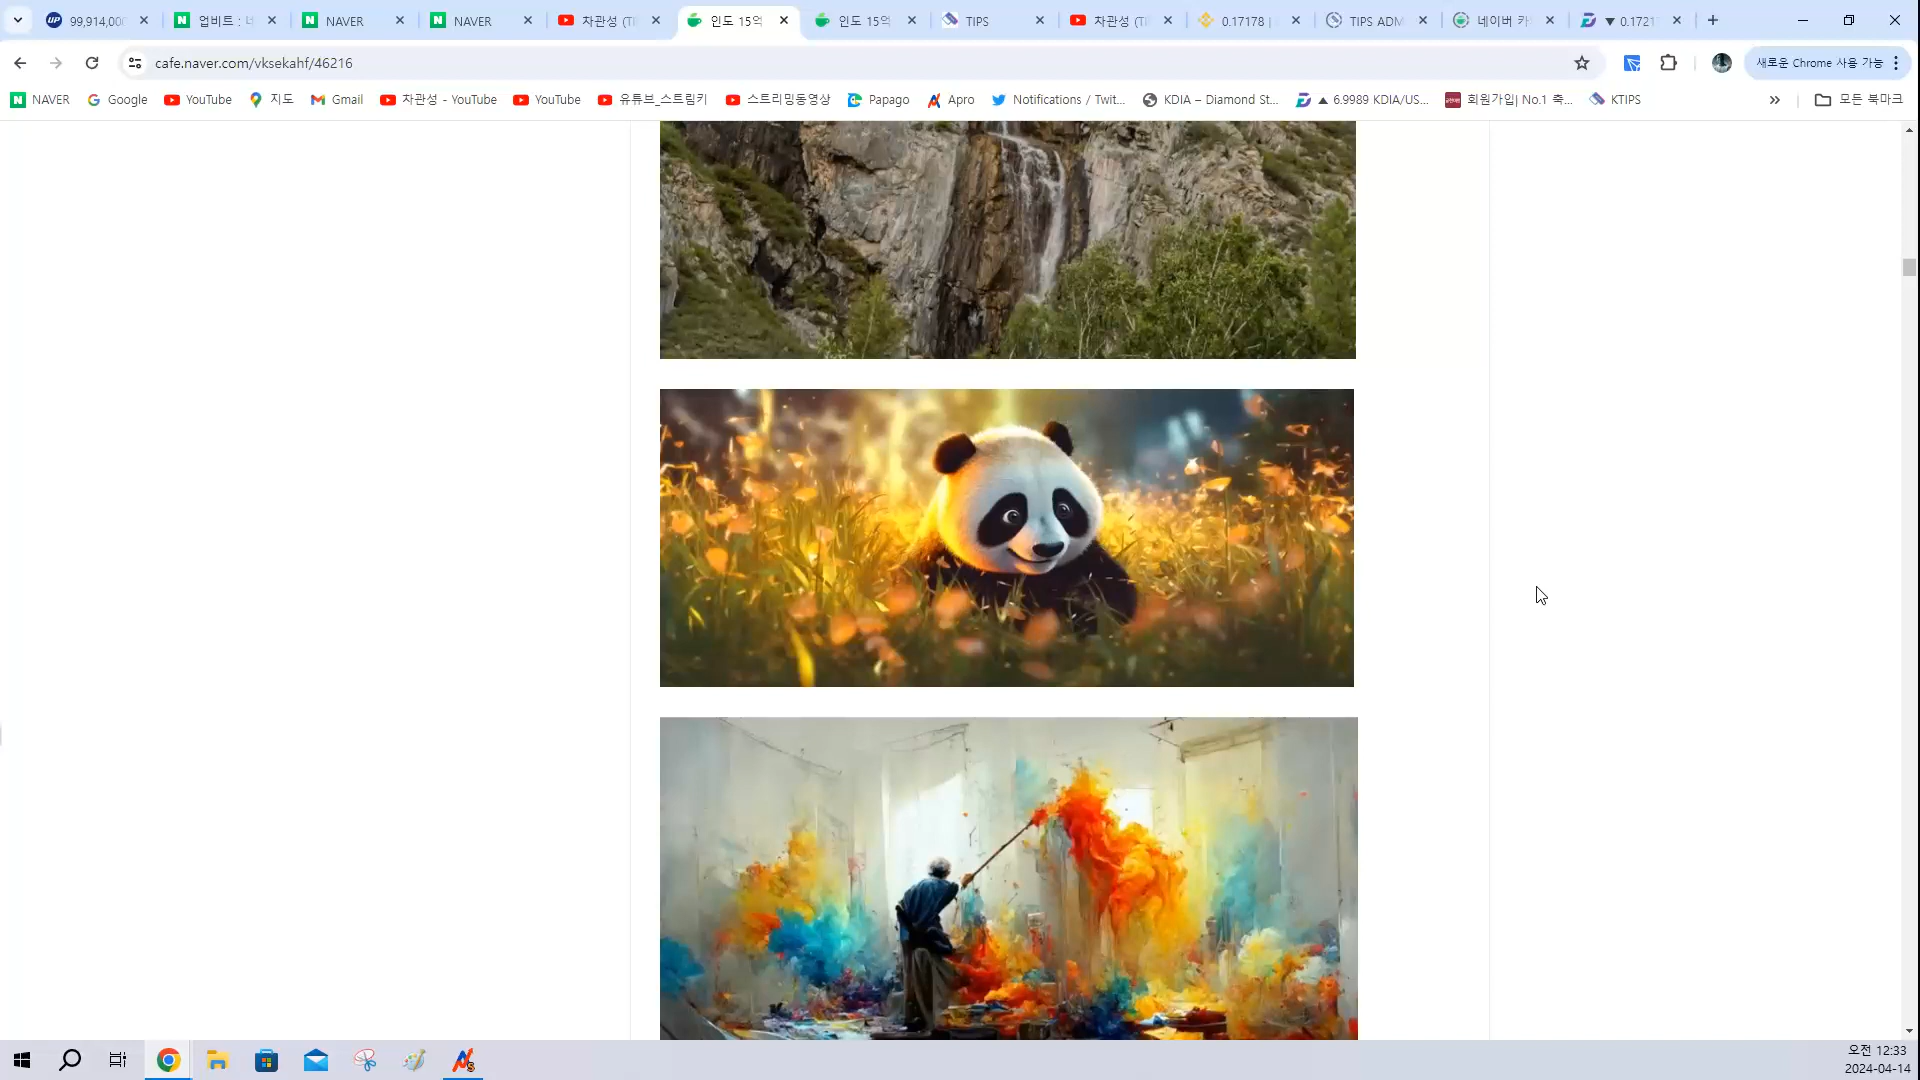 99,914,000
업비트 : 네
NAVER
NAVER
차관성 (TI
인도 15억
인도 15억
TIPS
차관성 (TI
0.17178 |
TIPS ADM
네이버 카
▼ 0.1721
cafe.naver.com/vksekahf/46216
새로운 Chrome 사용 가능
NAVER
Google
YouTube
지도
Gmail
차관성 - YouTube
YouTube
유튜브_스트림키
스트리밍동영상
Papago
Apro
Notifications / Twit...
KDIA – Diamond St...
▲ 6.9989 KDIA/US...
회원가입| No.1 축...
KTIPS
모든 북마크
오전 12:33
2024-04-14